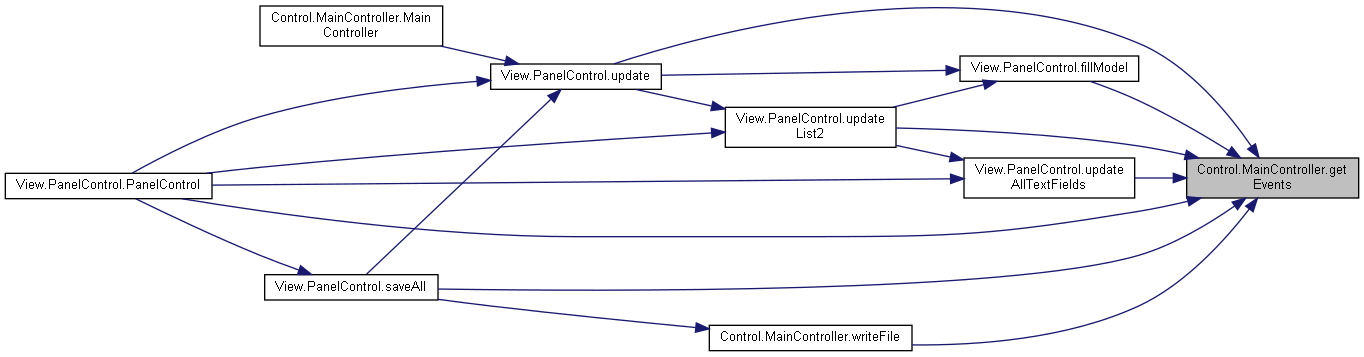 Control.MainController.Main
Controller
View.PanelControl.update
View.PanelControl.fillModel
View.PanelControl.update
List2
View.PanelControl.PanelControl
View.PanelControl.update
AllTextFields
Control.MainController.get
Events
View.PanelControl.saveAll
Control.MainController.writeFile